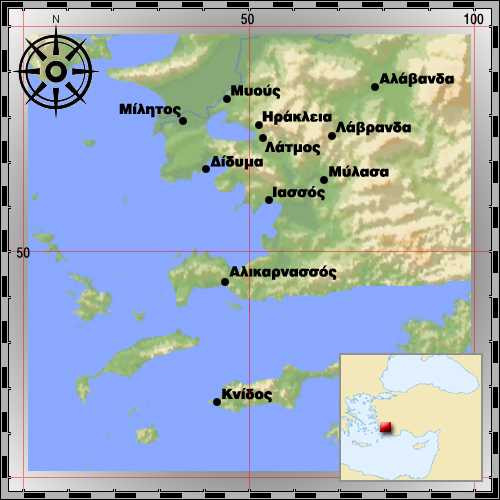 N
50
100
Αλάβανδα
Μυούς
Μίλητος
Ηράκλεια
Λάβρανδα
Λάτμος
Δίδυμα
Μύλασα
Ιασσός
50
Αλικαρνασσός
Κνίδος